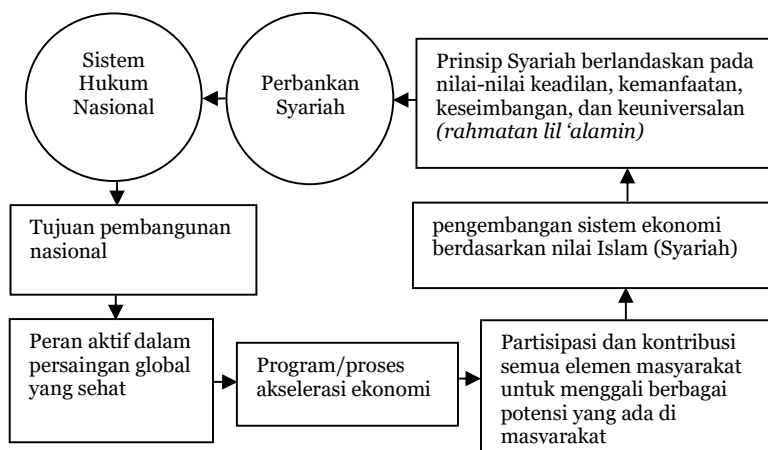 Sistem
Hukum
Nasional
Perbankan
Syariah
Prinsip Syariah berlandaskan pada
nilai-nilai keadilan, kemanfaatan,
keseimbangan, dan keuniversalan
(rahmatan lil ‘alamin)
Tujuan pembangunan
nasional
pengembangan sistem ekonomi
berdasarkan nilai Islam (Syariah)
Peran aktif dalam
persaingan global
yang sehat
Program/proses
akselerasi ekonomi
Partisipasi dan kontribusi
semua elemen masyarakat
untuk menggali berbagai
potensi yang ada di
masyarakat